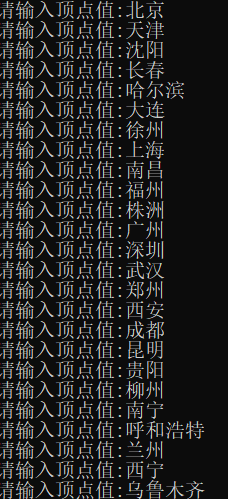 请输入顶点值:北京
请输入顶点值:天津
请输入顶点值:沈阳
请输入顶点值:长春
请输入顶点值:哈尔滨
请输入顶点值:大连
请输入顶点值:徐州
请输入顶点值:上海
请输入顶点值:南昌
请输入顶点值:福州
请输入顶点值:株洲
请输入顶点值:广州
请输入顶点值:深圳
请输入顶点值:武汉
请输入顶点值:郑州
请输入顶点值:西安
请输入顶点值:成都
请输入顶点值:昆明
请输入顶点值:贵阳
请输入顶点值:柳州
请输入顶点值:南宁
请输入顶点值:呼和浩特
请输入顶点值:兰州
请输入顶点值:西宁
请输入顶点值:乌鲁木齐